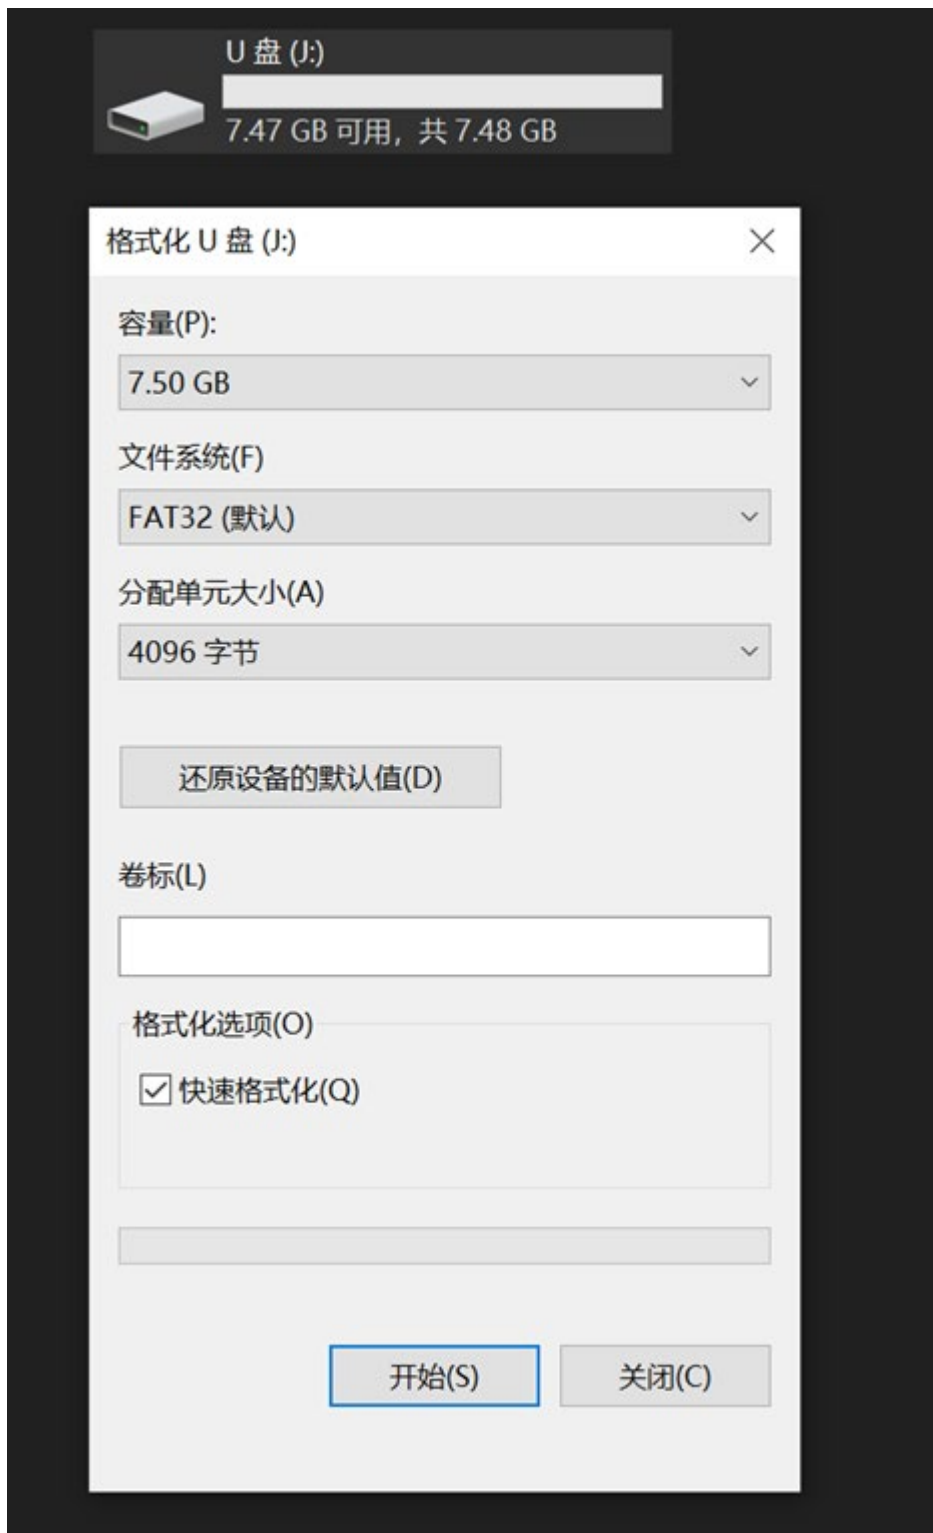 U 盘 (J:)
7.47 GB 可用，共 7.48 GB
格式化 U 盘 (J:)
容量(P):
7.50 GB
文件系统(F)
FAT32 (默认)
分配单元大小(A)
4096 字节
还原设备的默认值(D)
卷标(L)
格式化选项(O)
快速格式化(Q)
开始(S)
关闭(C)